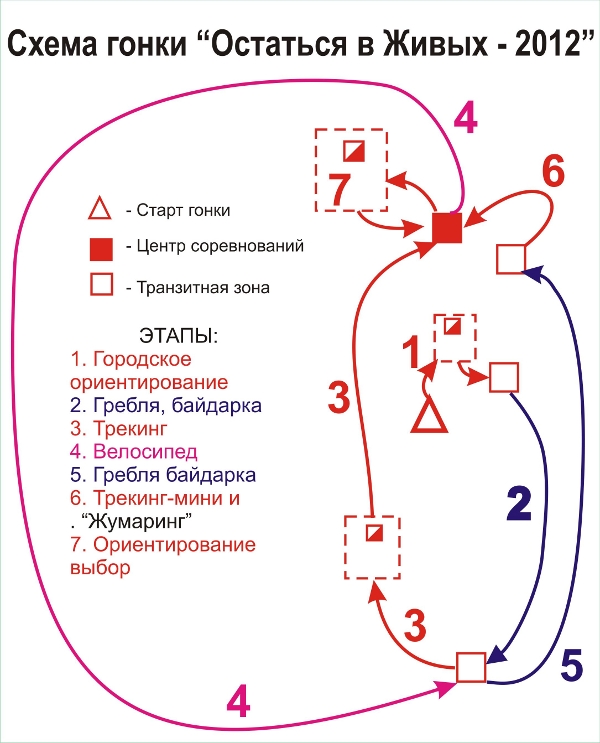 Схема гонки “Остаться в Живых - 2012”
4
6
7
- Старт гонки
- Центр соревнований
- Транзитная зона
ЭТАПЫ:
1. Городское
ориентирование
2. Гребля, байдарка
3. Трекинг
4. Велосипед
5. Гребля байдарка
6. Трекинг-мини и
. “Жумаринг”
7. Ориентирование
выбор
1
3
2
3
5
4